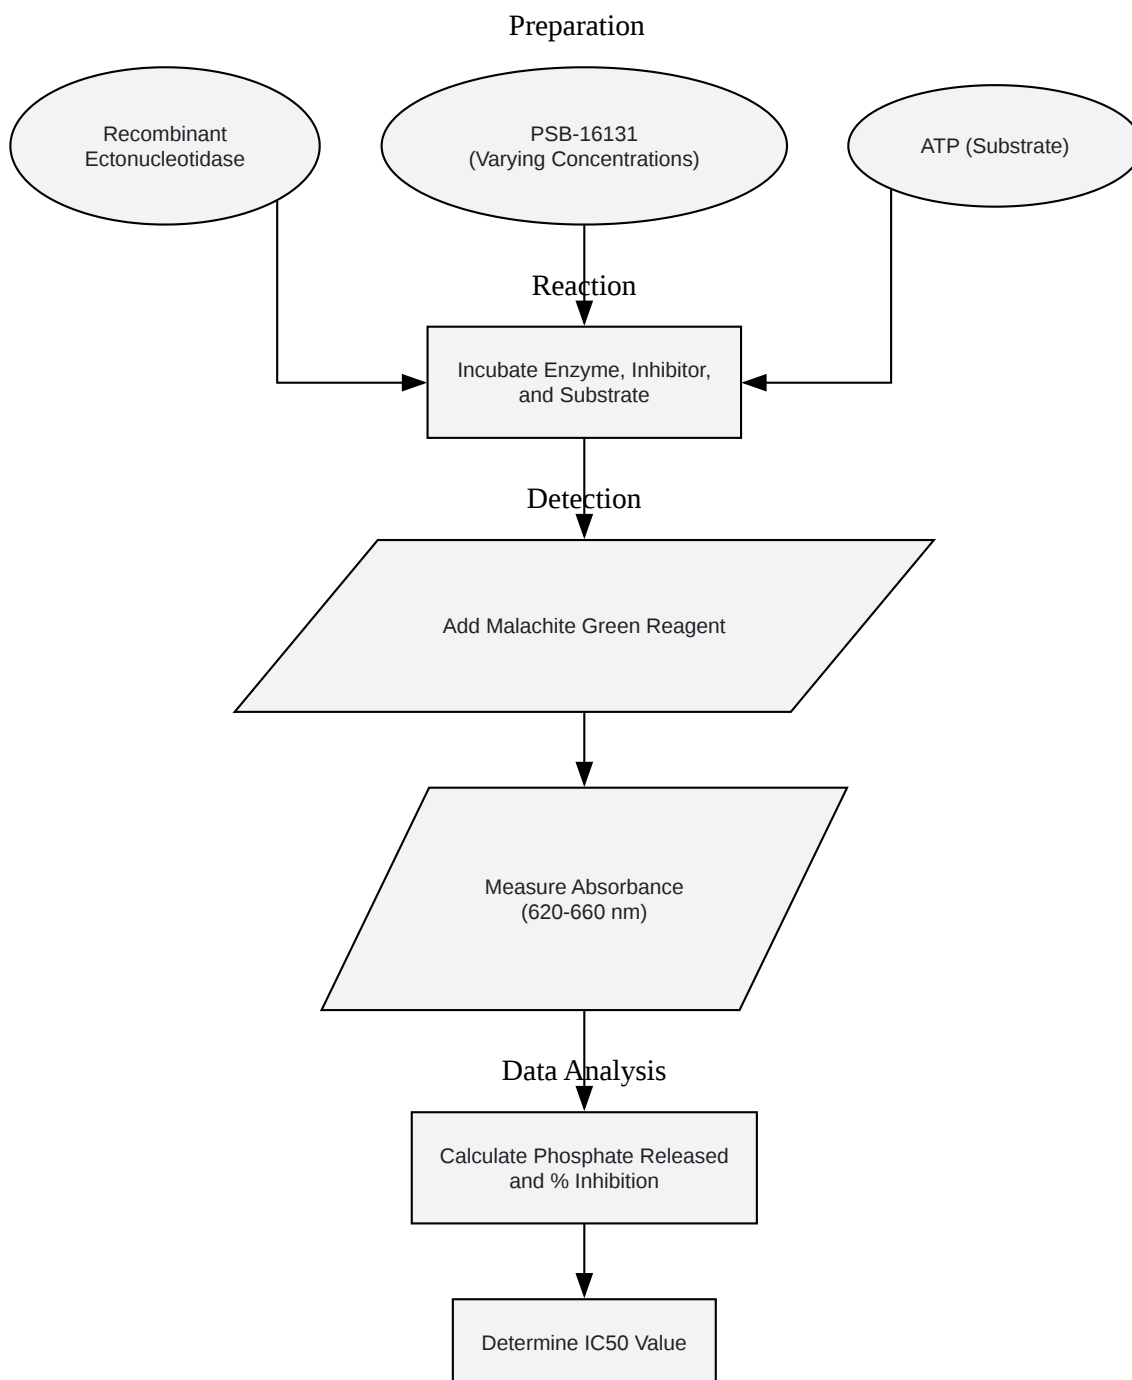 Preparation
Recombinant
Ectonucleotidase
PSB-16131
(Varying Concentrations)
ATP (Substrate)
Reaction
Incubate Enzyme, Inhibitor,
and Substrate
Detection
Add Malachite Green Reagent
Measure Absorbance
(620-660 nm)
Data Analysis
Calculate Phosphate Released
and % Inhibition
Determine IC50 Value